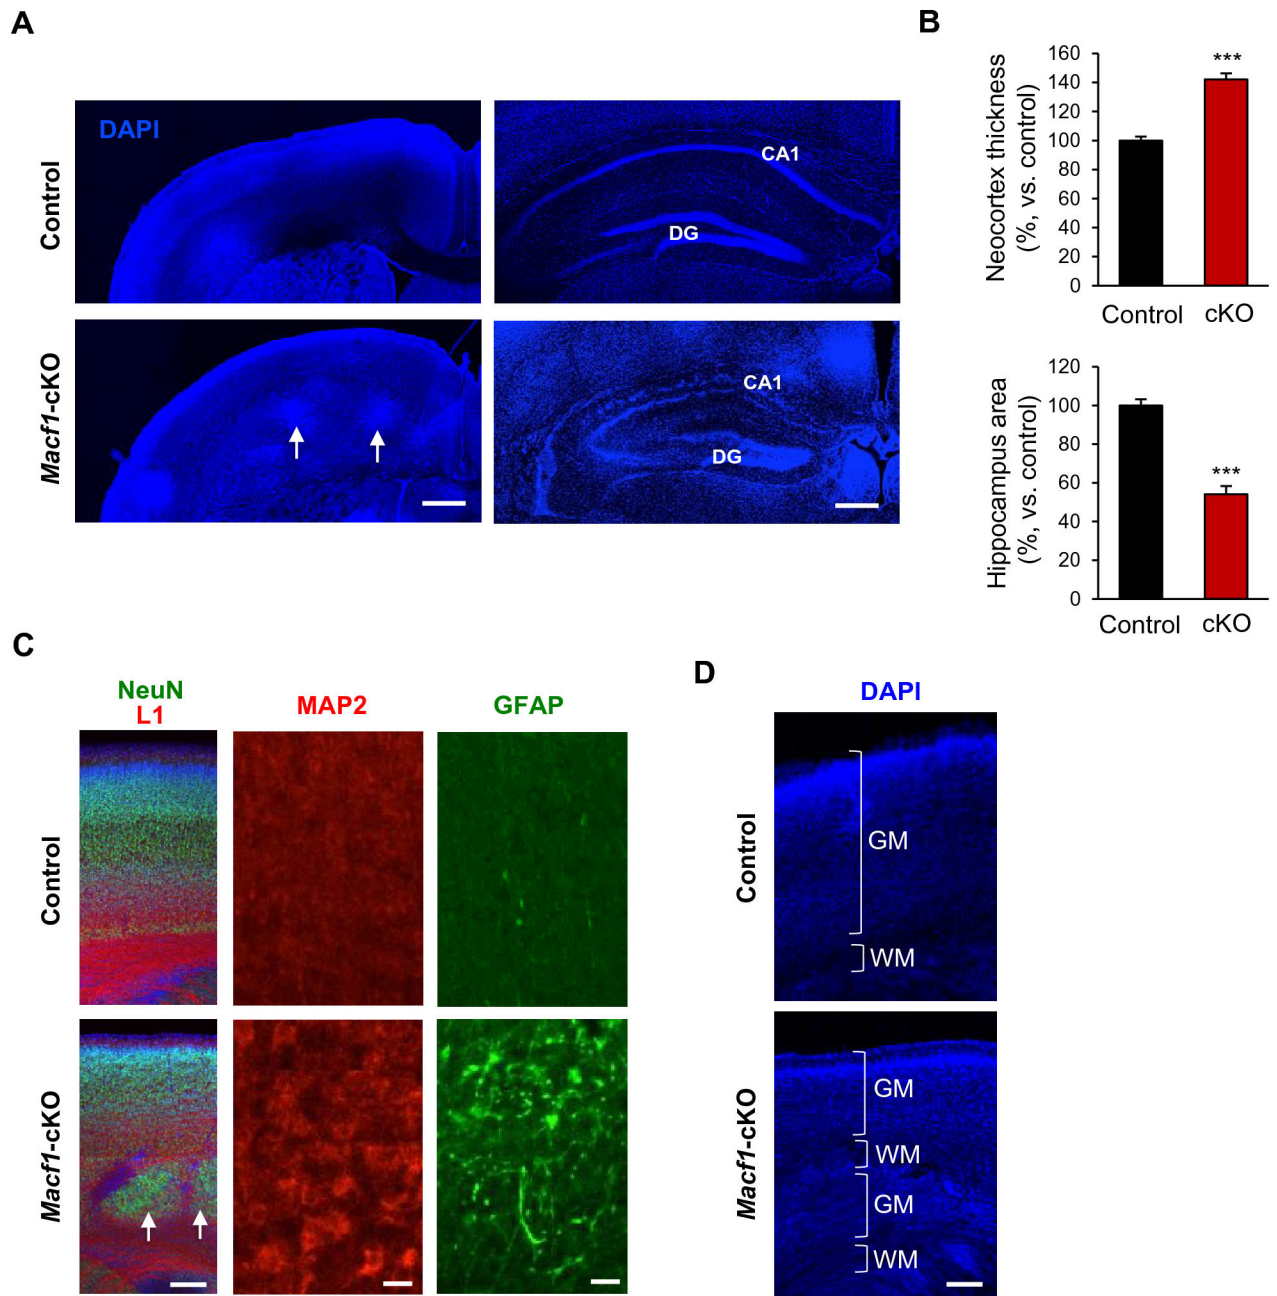 A
DAPI
Control
CA1
DG
Macf1-cKO
CA1
DG
B
Neocortex thickness
(%, vs. control)
160
140
120
100
80
60
40
20
0
***
Control cKO
Hippocampus area
(%, vs. control)
120
100
80
60
40
20
0
***
Control cKO
C
NeuN
L1
MAP2
GFAP
Control
Macf1-cKO
D
DAPI
Control
GM
WM
Macf1-cKO
GM
WM
GM
WM